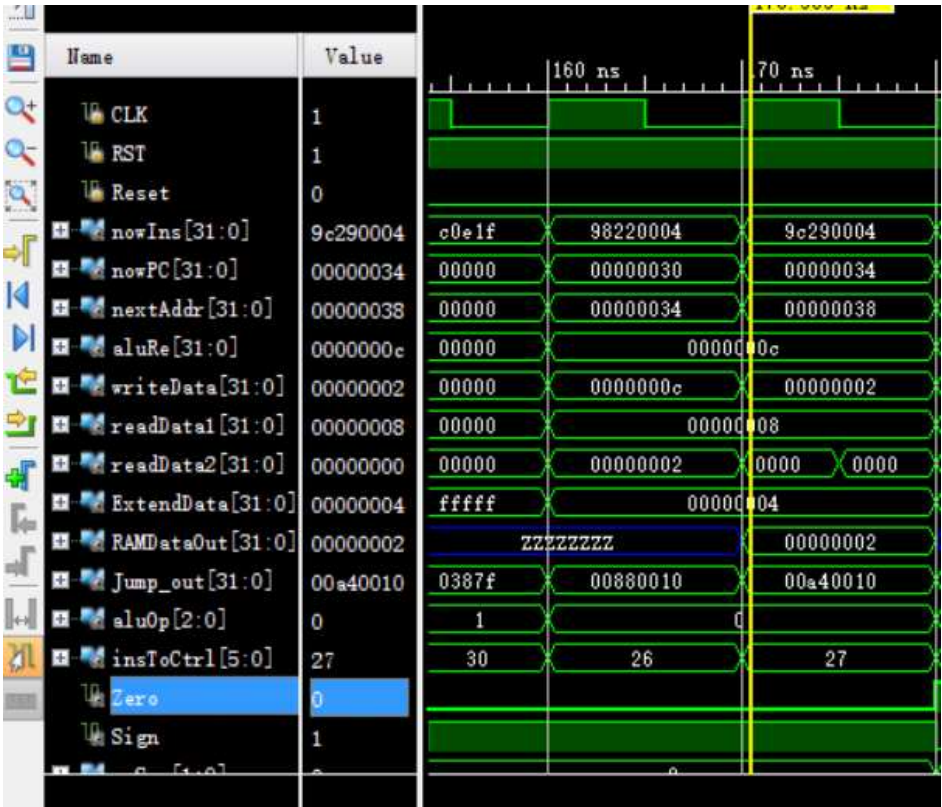 Name Value
160 ns 70 ns
CLK 1
RST 1
Reset 0
nowIns[31:0] 9c290004 c0e1f 98220004 9c290004
nowPC[31:0] 00000034 00000 00000030 00000034
nextAddr[31:0] 00000038 00000 00000034 00000038
aluRe[31:0] 0000000c 00000 0000000c
writeData[31:0] 00000002 00000 0000000c 00000002
readData1[31:0] 00000008 00000 00000008
readData2[31:0] 00000000 00000 00000002 0000 0000
ExtendData[31:0] 00000004 fffff 00000004
RAMDataOut[31:0] 00000002 ZZZZZZZZ 00000002
Jump_out[31:0] 00a40010 0387f 00880010 00a40010
aluOp[2:0] 0 1 0
insToCtrl[5:0] 27 30 26 27
Zero 0
Sign 1